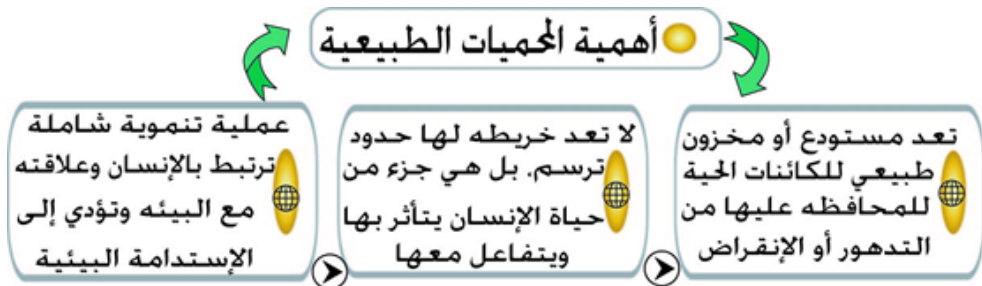 أهمية المحميات الطبيعية
تعد مستودع أو مخزون
طبيعي للكائنات الحية
للمحافظه عليها من
التدهور أو الإنقراض
لا تعد خريطه لها حدود
ترسم. بل هي جزء من
حياة الإنسان يتأثر بها
ويتفاعل معها
عملية تنموية شاملة
ترتبط بالإنسان وعلاقته
مع البيئه وتؤدي إلى
الإستدامة البيئية